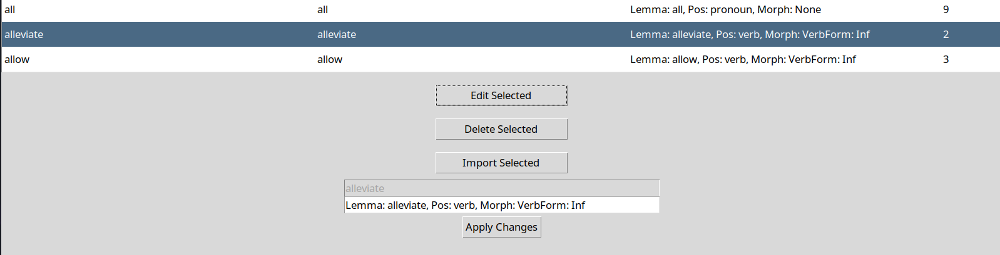 all all Lemma: all, Pos: pronoun, Morph: None 9
alleviate alleviate Lemma: alleviate, Pos: verb, Morph: VerbForm: Inf 2
allow allow Lemma: allow, Pos: verb, Morph: VerbForm: Inf 3
Edit Selected
Delete Selected
Import Selected
alleviate
Lemma: alleviate, Pos: verb, Morph: VerbForm: Inf
Apply Changes